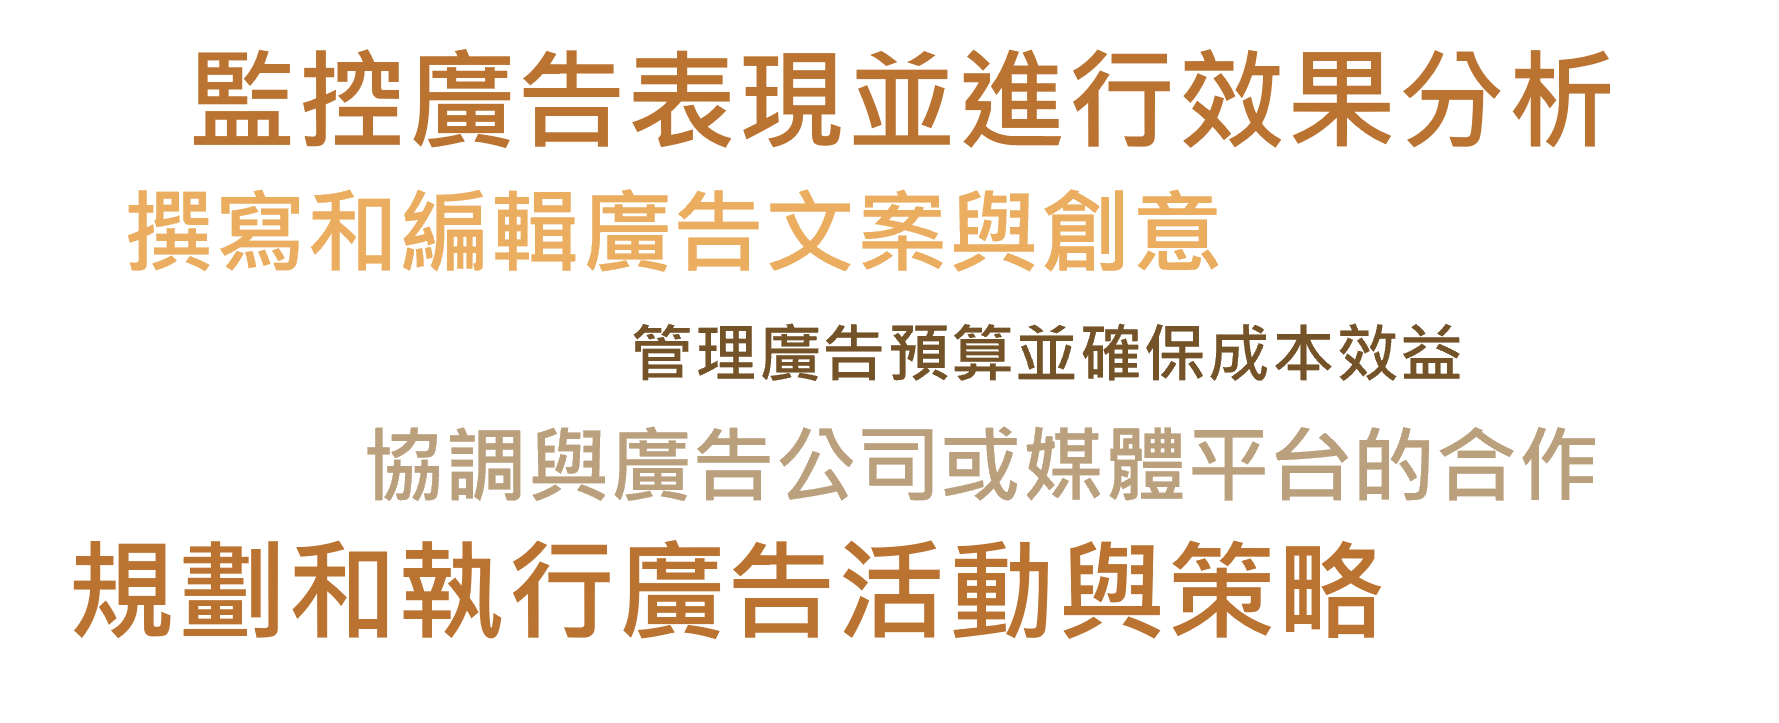 監控廣告表現並進行效果分析
撰寫和編輯廣告文案與創意
管理廣告預算並確保成本效益
協調與廣告公司或媒體平台的合作
規劃和執行廣告活動與策略